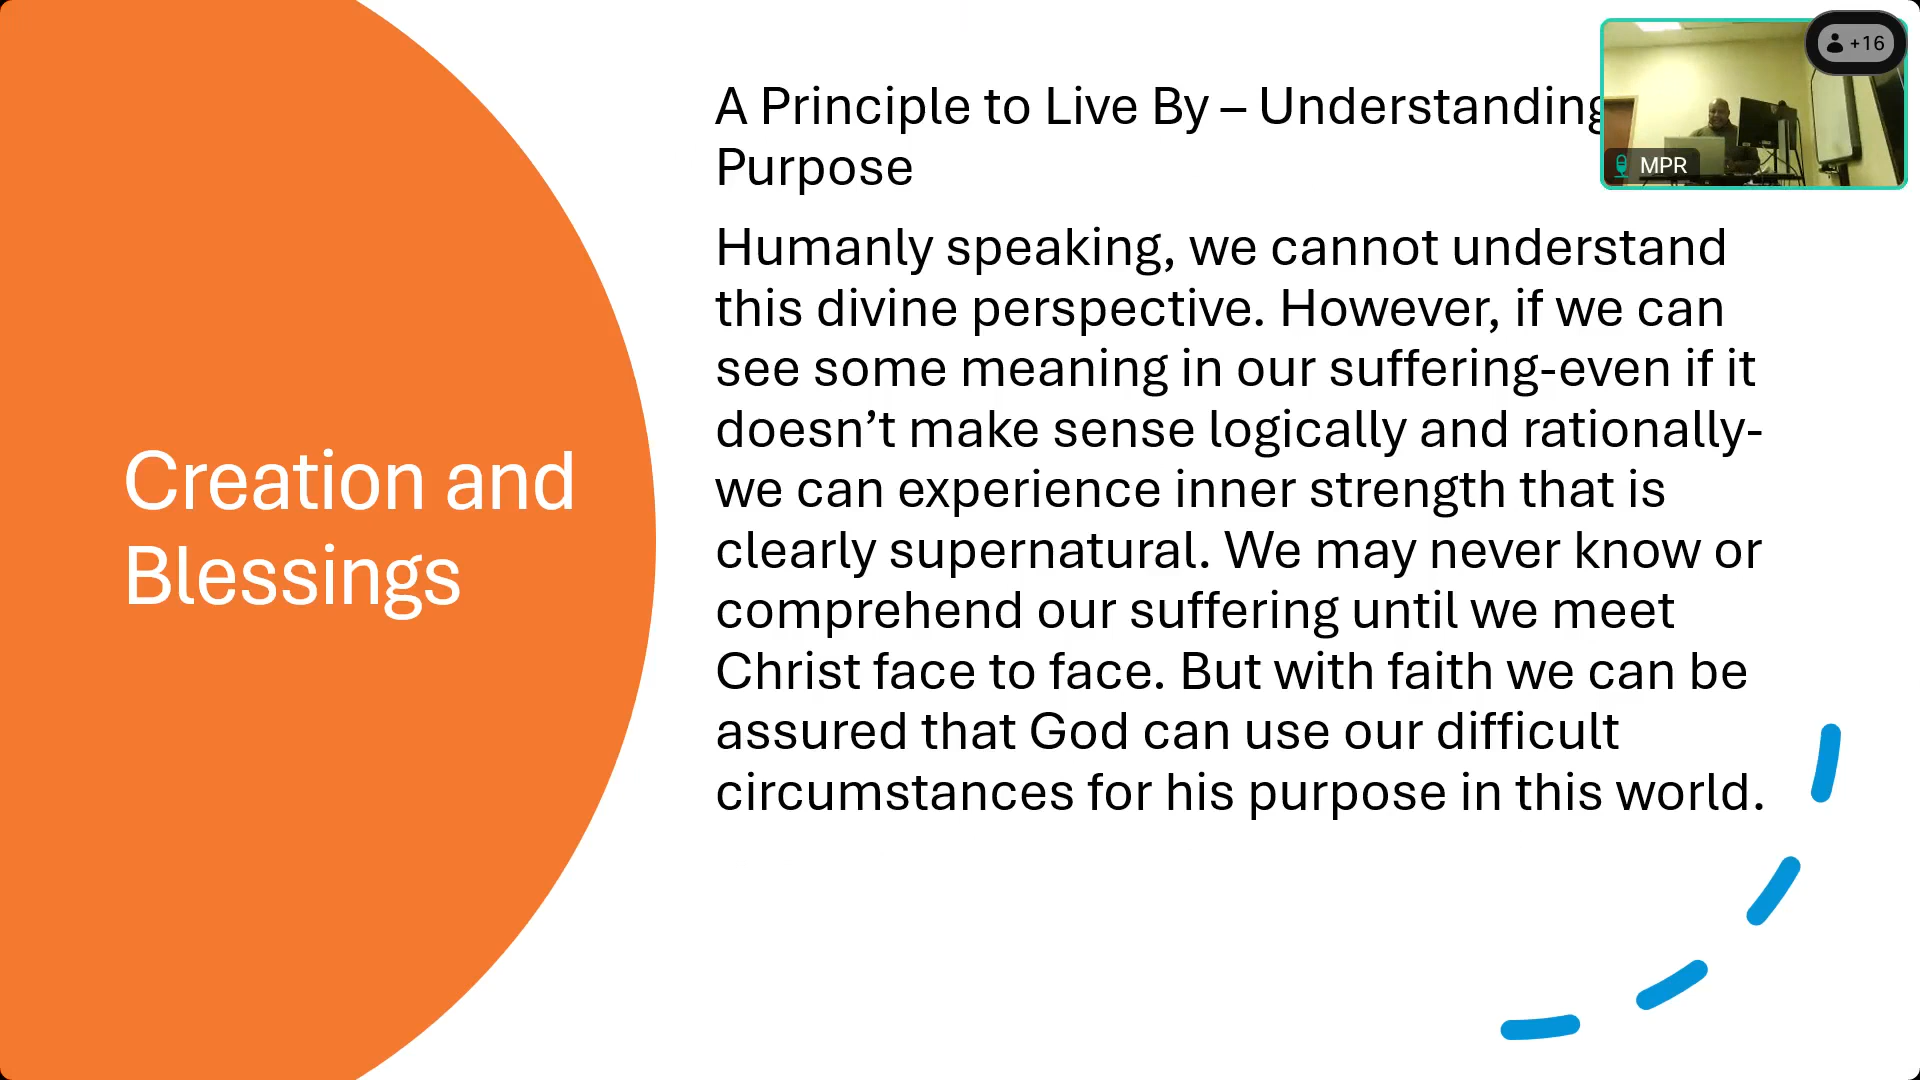 Creation and
Blessings
A Principle to Live By – Understanding
Purpose
Humanly speaking, we cannot understand
this divine perspective. However, if we can
see some meaning in our suffering-even if it
doesn’t make sense logically and rationally-
we can experience inner strength that is
clearly supernatural. We may never know or
comprehend our suffering until we meet
Christ face to face. But with faith we can be
assured that God can use our difficult
circumstances for his purpose in this world.
+16
MPR